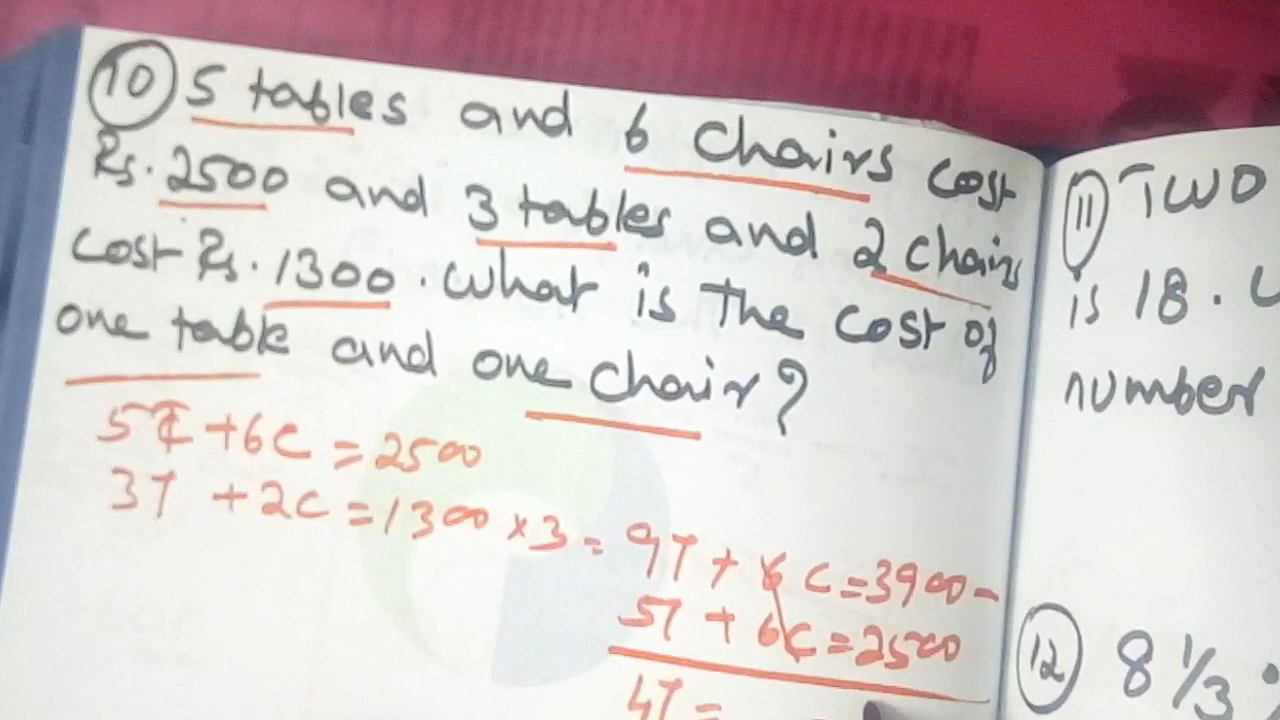 10 5 tables and 6 chairs cost
Rs. 2500 and 3 tables and 2 chairs
cost Rs. 1300. What is the cost of
one table and one chair?
5T + 6C = 2500
3T + 2C = 1300 × 3 = 9T + 6C = 3900 -
5T + 6C = 2500
4T =
11 Two
is 18.
number
12 8 1/3